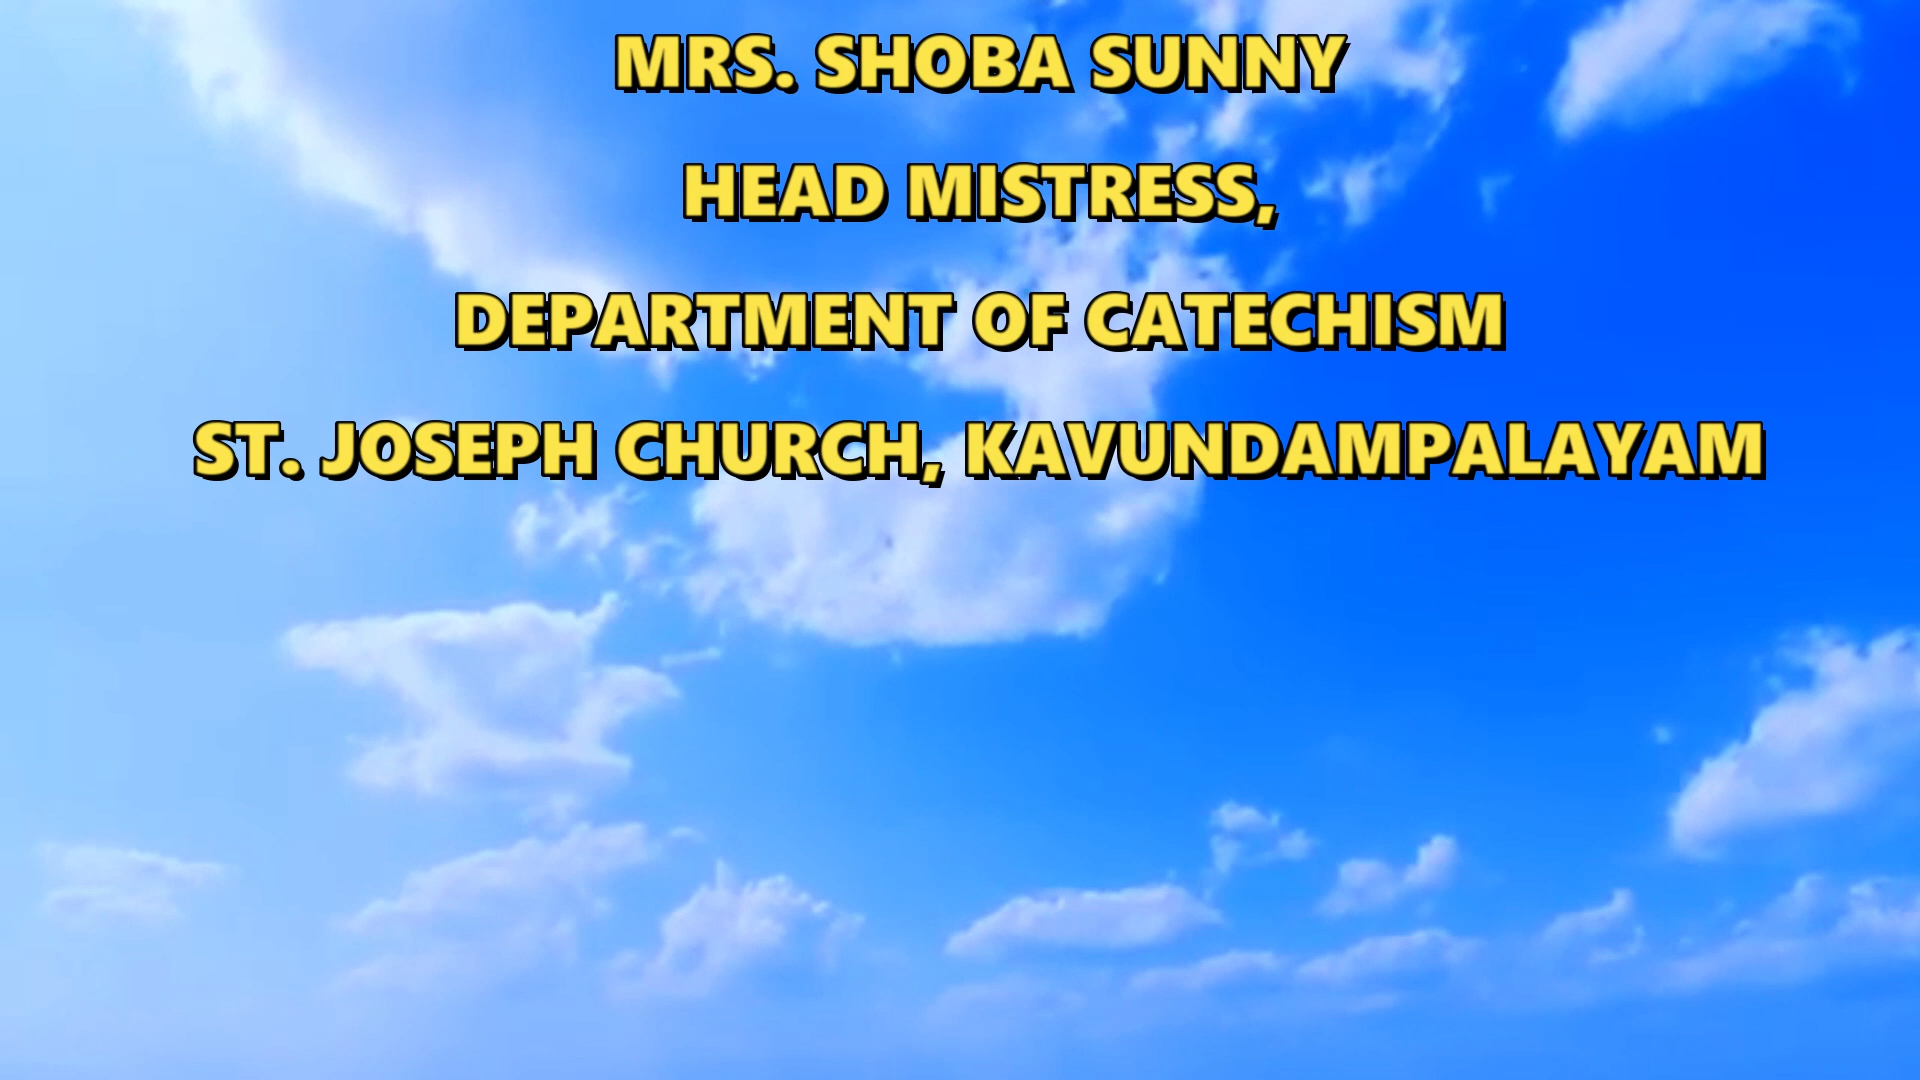 MRS. SHOBA SUNNY
HEAD MISTRESS,
DEPARTMENT OF CATECHISM
ST. JOSEPH CHURCH, KAVUNDAMPALAYAM